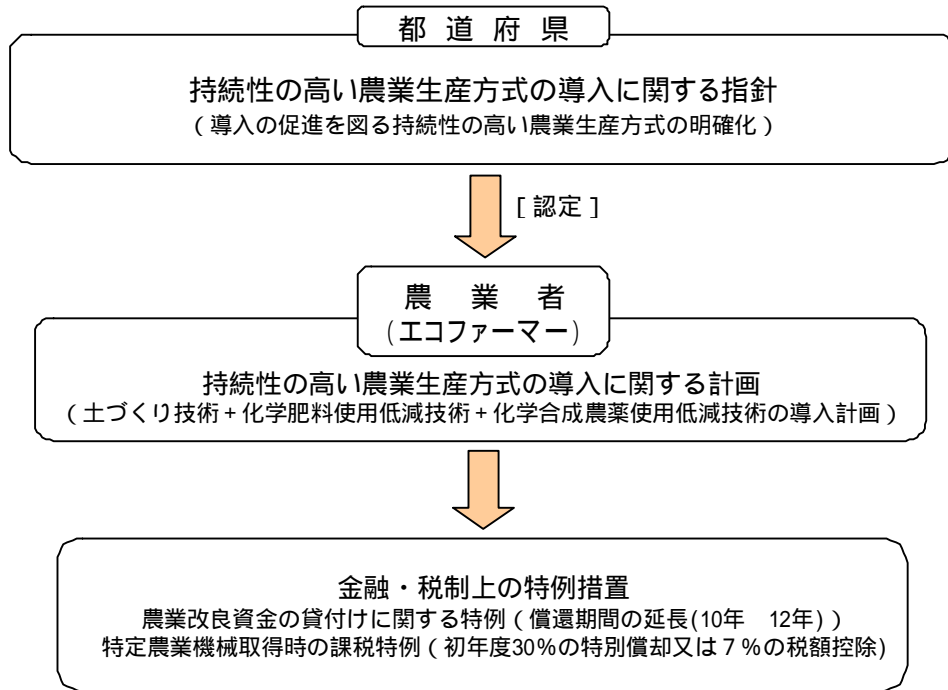 都 道 府 県
持続性の高い農業生産方式の導入に関する指針
(導入の促進を図る持続性の高い農業生産方式の明確化)
[認定]
農 業 者
(エコファーマー)
持続性の高い農業生産方式の導入に関する計画
(土づくり技術+化学肥料使用低減技術+化学合成農薬使用低減技術の導入計画)
金融・税制上の特例措置
農業改良資金の貸付けに関する特例(償還期間の延長(10年 12年))
特定農業機械取得時の課税特例(初年度30%の特別償却又は7%の税額控除)